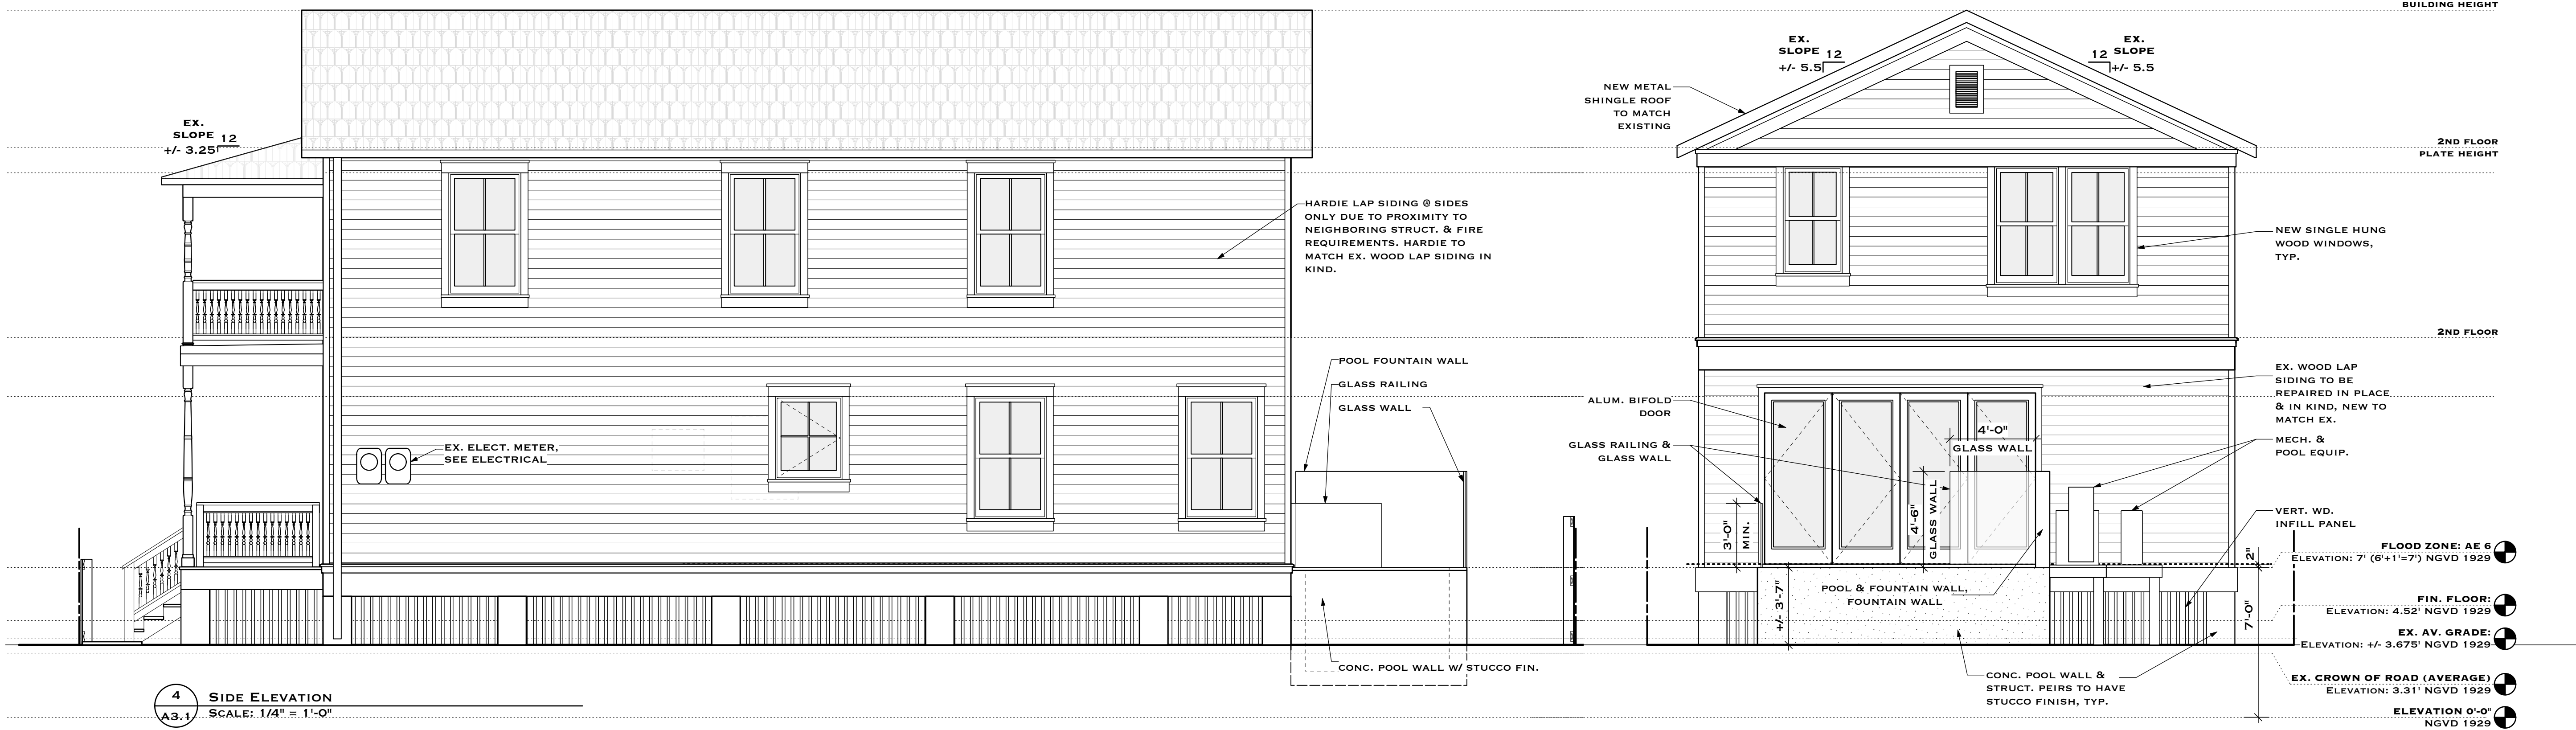 BUILDING HEIGHT
EX.
SLOPE
12
+/- 5.5
EX.
12 SLOPE
+/- 5.5
NEW METAL
SHINGLE ROOF
TO MATCH
EXISTING
EX.
SLOPE
12
+/- 3.25
2ND FLOOR
PLATE HEIGHT
HARDIE LAP SIDING @ SIDES
ONLY DUE TO PROXIMITY TO
NEIGHBORING STRUCT. & FIRE
REQUIREMENTS. HARDIE TO
MATCH EX. WOOD LAP SIDING IN
KIND.
NEW SINGLE HUNG
WOOD WINDOWS,
TYP.
2ND FLOOR
POOL FOUNTAIN WALL
GLASS RAILING
GLASS WALL
EX. WOOD LAP
SIDING TO BE
REPAIRED IN PLACE
& IN KIND, NEW TO
MATCH EX.
ALUM. BIFOLD
DOOR
GLASS RAILING &
GLASS WALL
4'-0"
GLASS WALL
MECH. &
POOL EQUIP.
EX. ELECT. METER,
SEE ELECTRICAL
3'-0"
MIN.
4'-6"
GLASS WALL
VERT. WD.
INFILL PANEL
2"
FLOOD ZONE: AE 6
ELEVATION: 7' (6'+1'=7') NGVD 1929
POOL & FOUNTAIN WALL,
FOUNTAIN WALL
+/- 3'-7"
7'-0"
FIN. FLOOR:
ELEVATION: 4.52' NGVD 1929
EX. AV. GRADE:
ELEVATION: +/- 3.675' NGVD 1929
CONC. POOL WALL W/ STUCCO FIN.
CONC. POOL WALL &
STRUCT. PEIRS TO HAVE
STUCCO FINISH, TYP.
EX. CROWN OF ROAD (AVERAGE)
ELEVATION: 3.31' NGVD 1929
ELEVATION 0'-0"
NGVD 1929
4
A3.1
SIDE ELEVATION
SCALE: 1/4" = 1'-0"